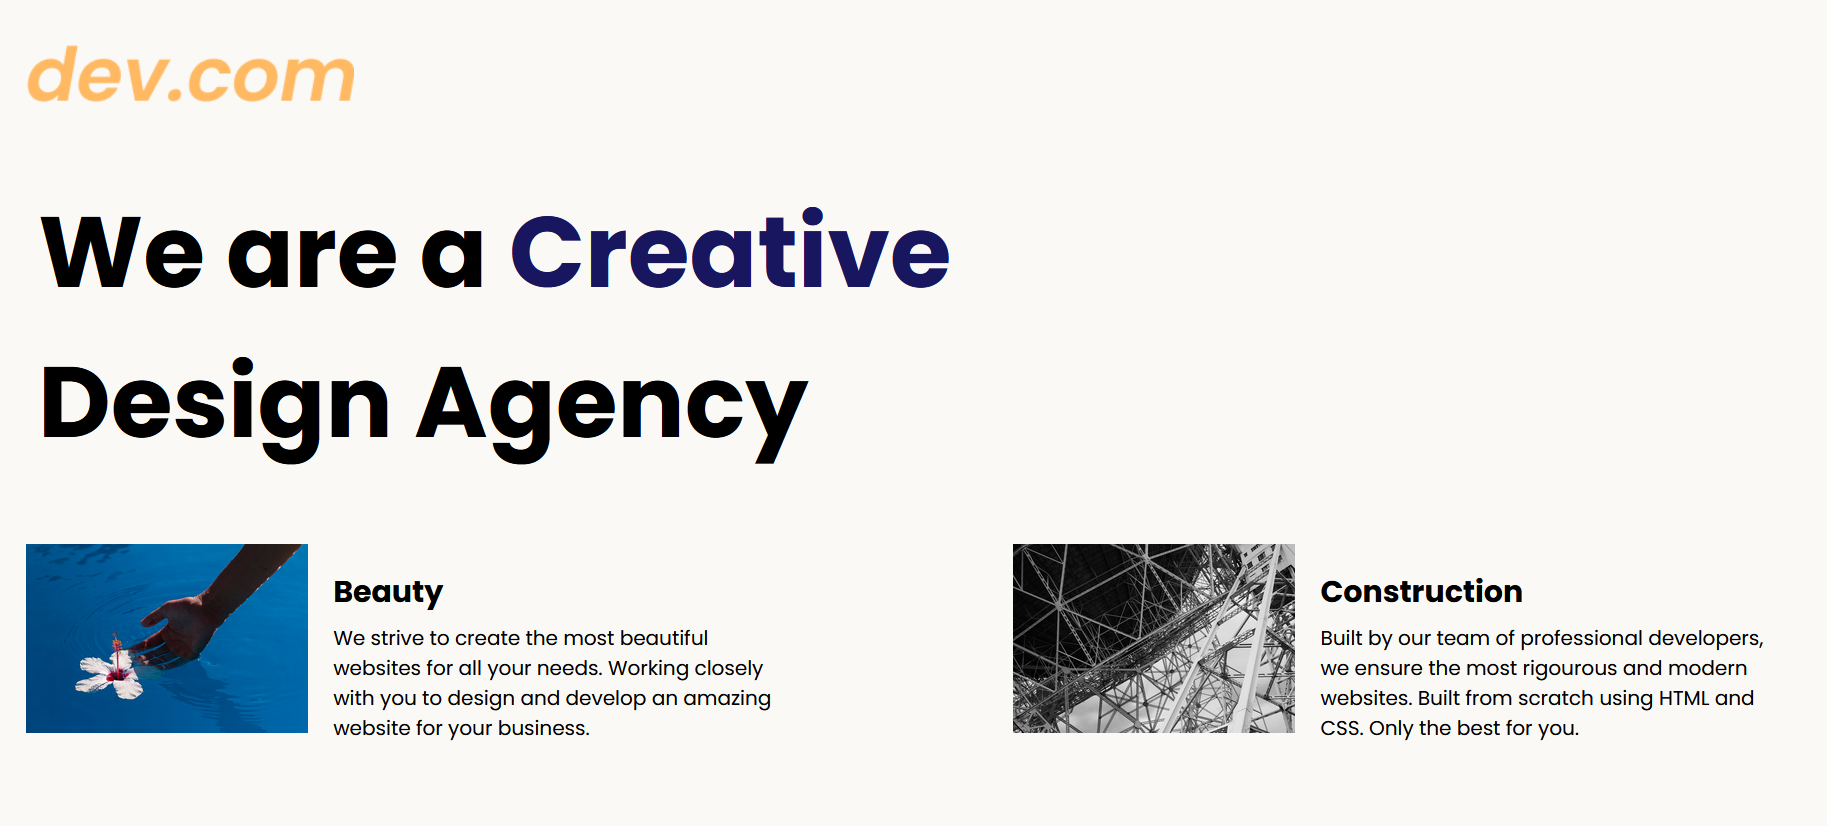 dev.com
We are a Creative
Design Agency
Beauty
We strive to create the most beautiful
websites for all your needs. Working closely
with you to design and develop an amazing
website for your business.
Construction
Built by our team of professional developers,
we ensure the most rigourous and modern
websites. Built from scratch using HTML and
CSS. Only the best for you.